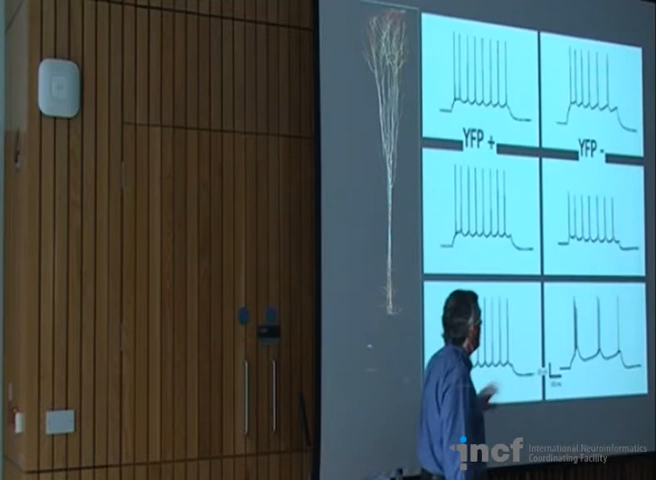 YFP +
YFP -
incf
International Neuroinformatics
Coordinating Facility